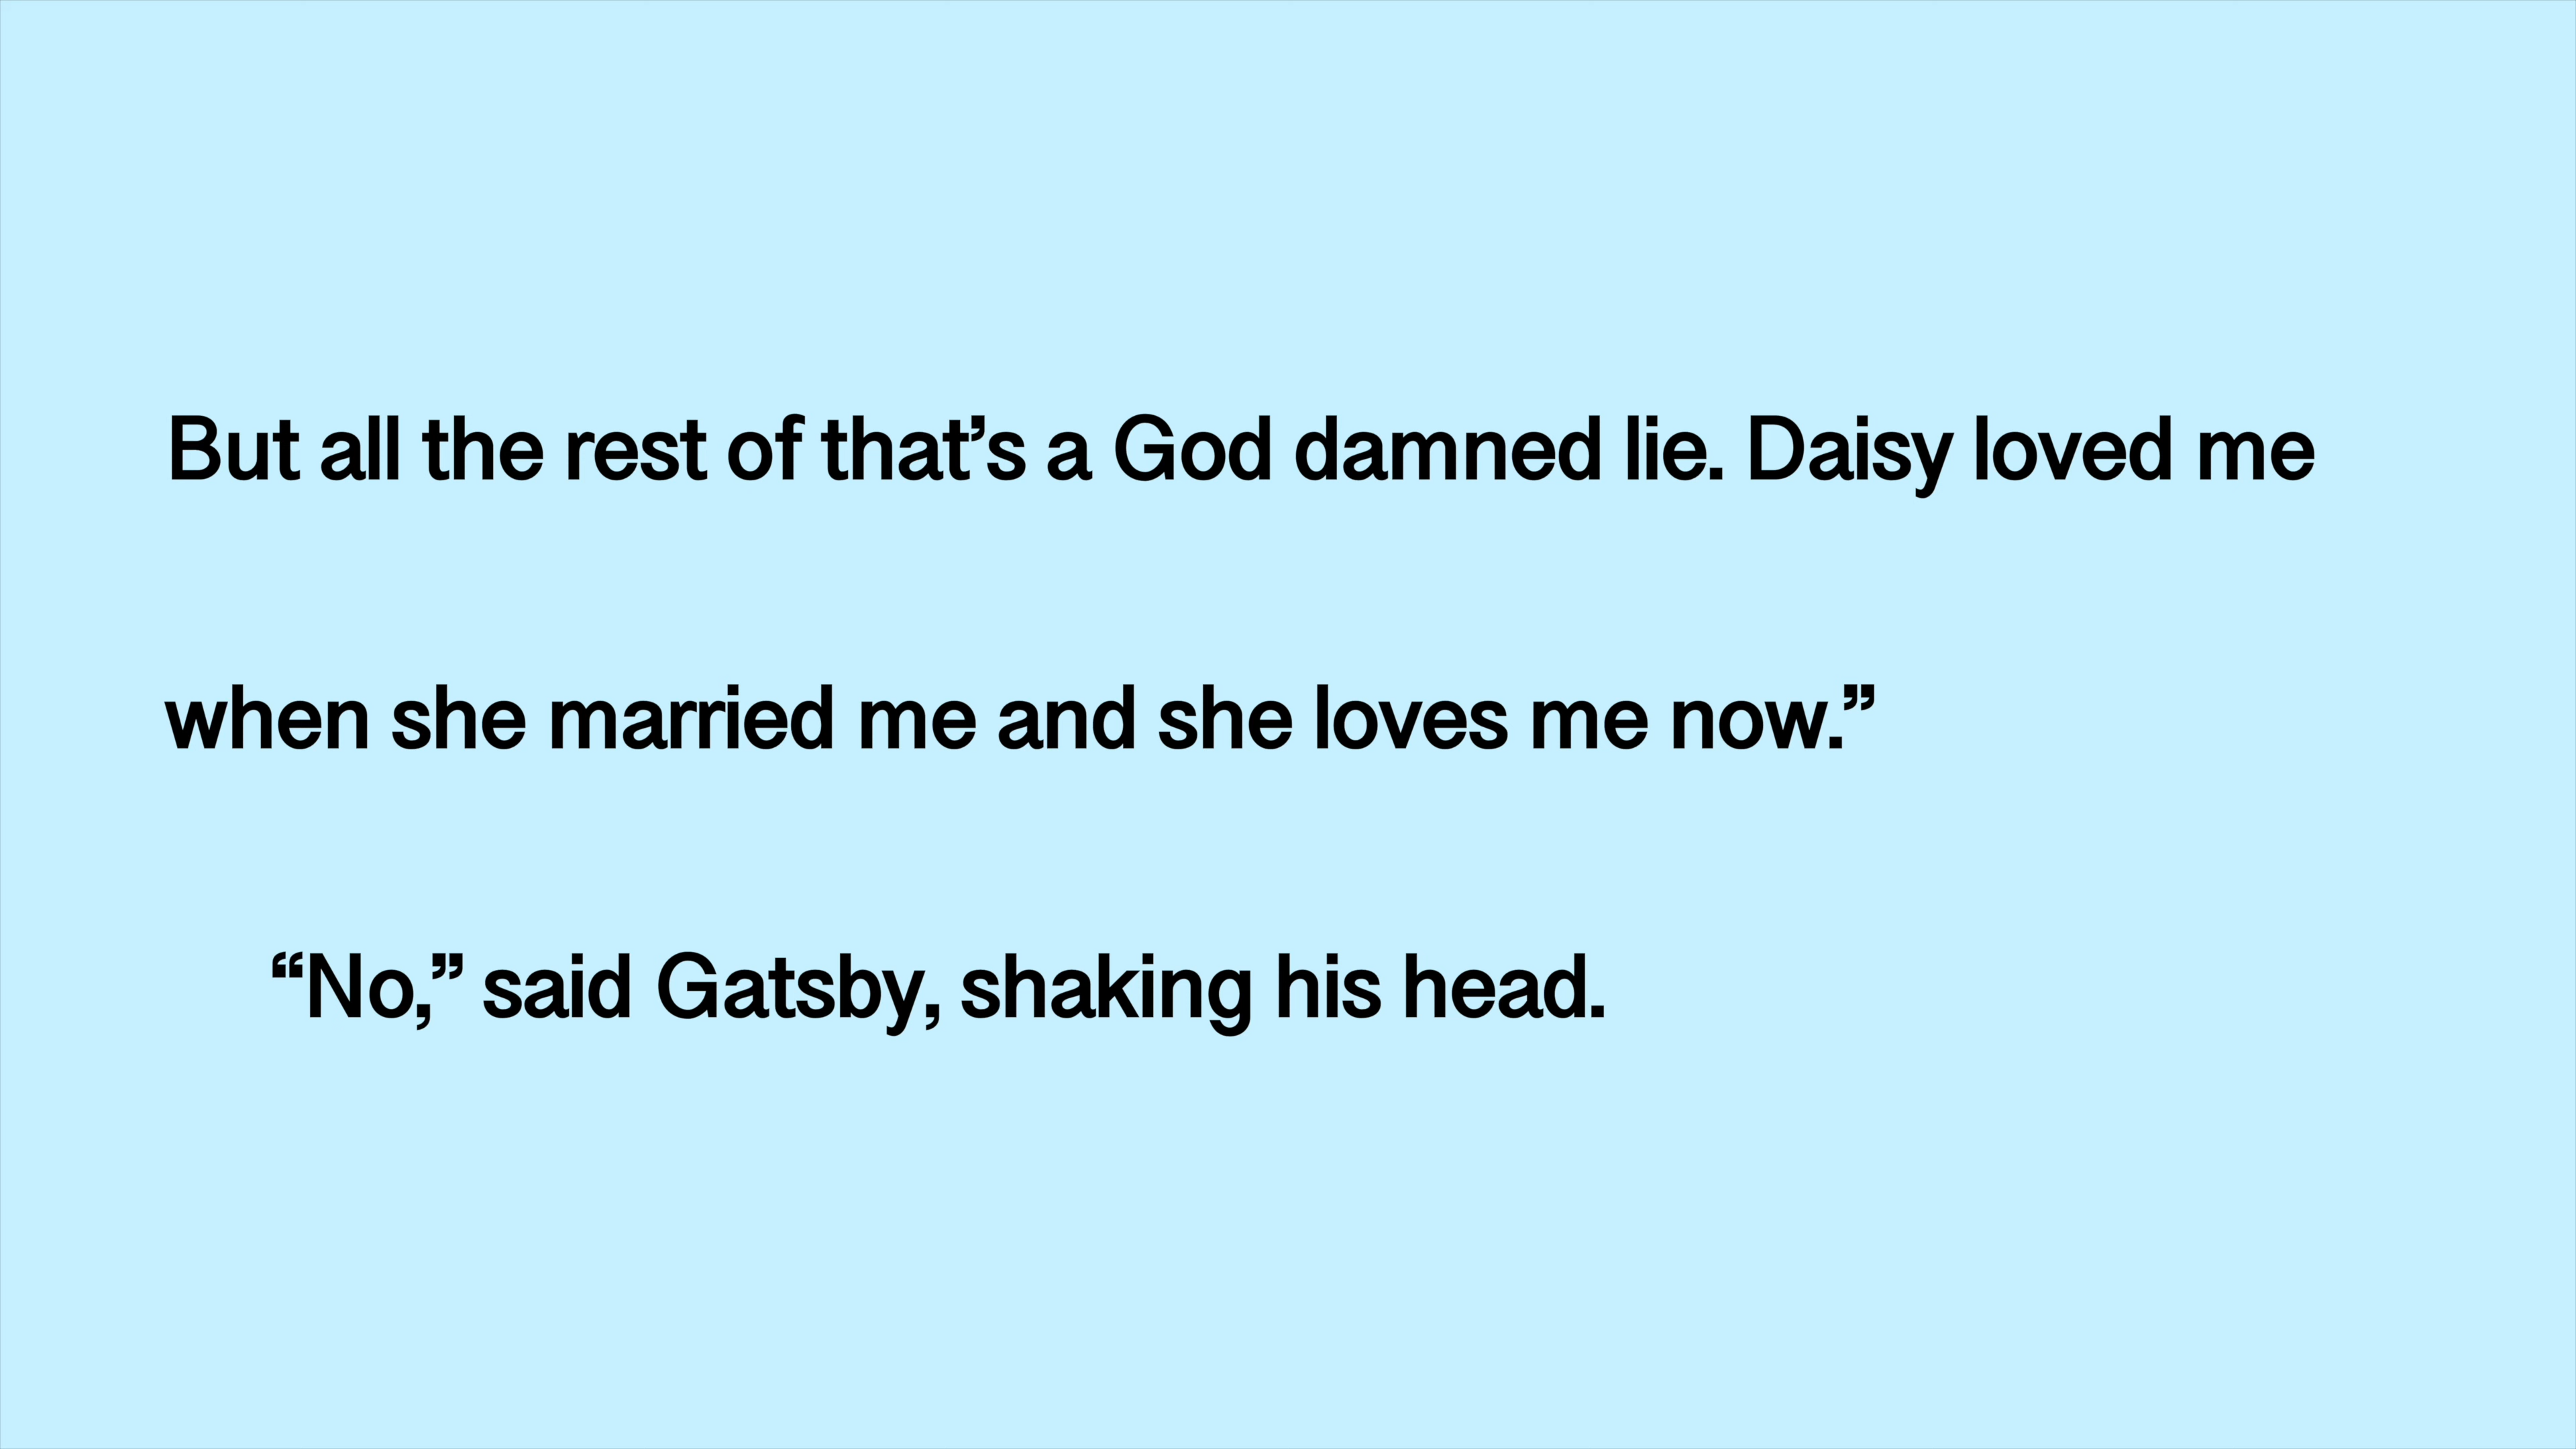 But all the rest of that’s a God damned lie. Daisy loved me
when she married me and she loves me now.”
“No,” said Gatsby, shaking his head.